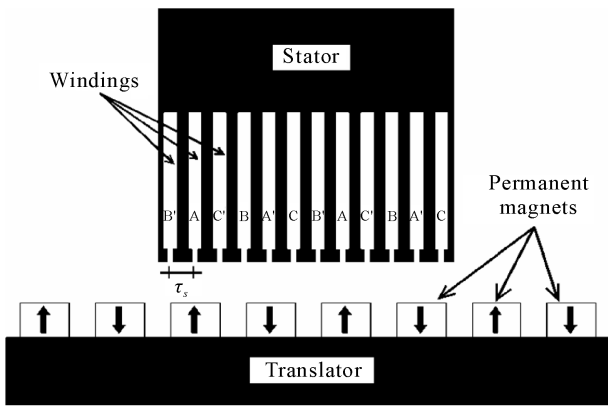 Stator
Windings
B' A C' B A' C B' A C' B A' C
τs
Permanent
magnets
Translator